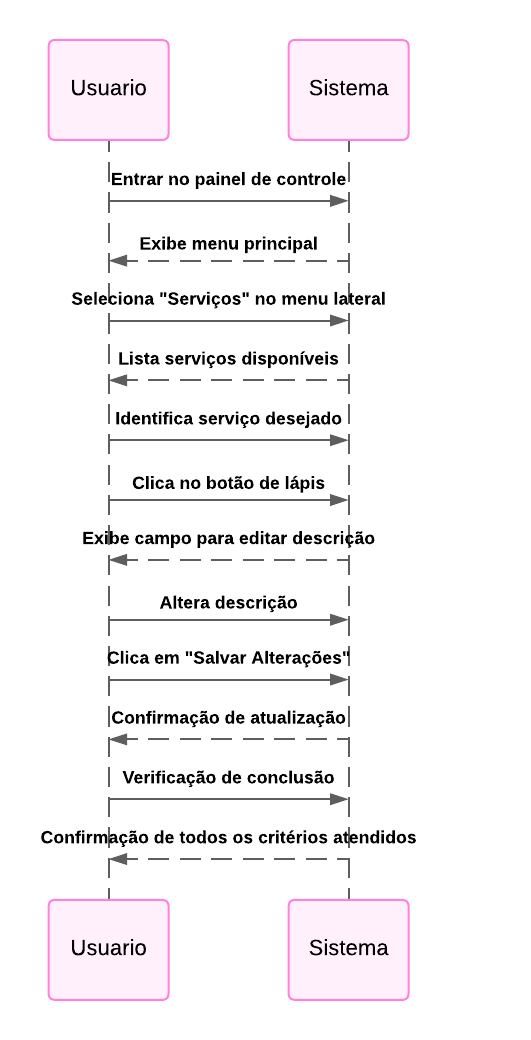 Usuario
Sistema
Entrar no painel de controle
Exibe menu principal
Seleciona "Serviços" no menu lateral
Lista serviços disponíveis
Identifica serviço desejado
Clica no botão de lápis
Exibe campo para editar descrição
Altera descrição
Clica em "Salvar Alterações"
Confirmação de atualização
Verificação de conclusão
Confirmação de todos os critérios atendidos
Usuario
Sistema